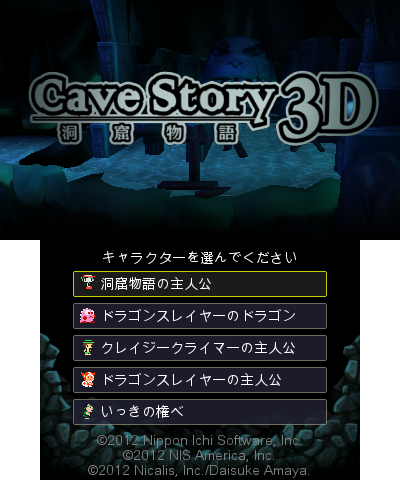 Cave Story 3D
洞窟物語
キャラクターを選んでください
洞窟物語の主人公
ドラゴンスレイヤーのドラゴン
クレイジークライマーの主人公
ドラゴンスレイヤーの主人公
いっきの権べ
©2012 Nippon Ichi Software, Inc.
©2012 NIS America, Inc.
©2012 Nicalis, Inc./Daisuke Amaya.